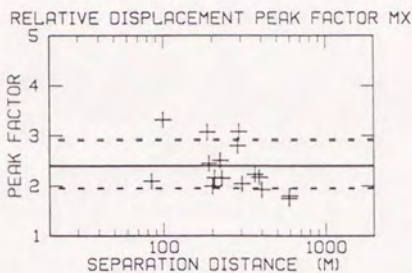 RELATIVE DISPLACEMENT PEAK FACTOR MX
5
4
3
2
1
PEAK FACTOR
100 1000
SEPARATION DISTANCE (M)